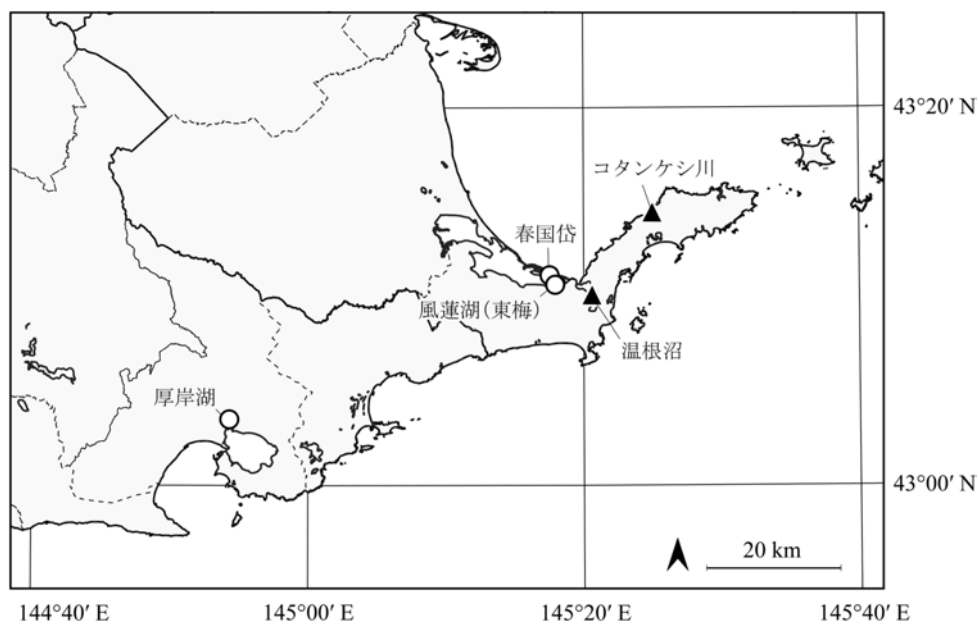 43°20′ N
コタンケシ川
春国岱
風蓮湖（東梅）
温根沼
厚岸湖
43°00′ N
20 km
144°40′ E
145°00′ E
145°20′ E
145°40′ E